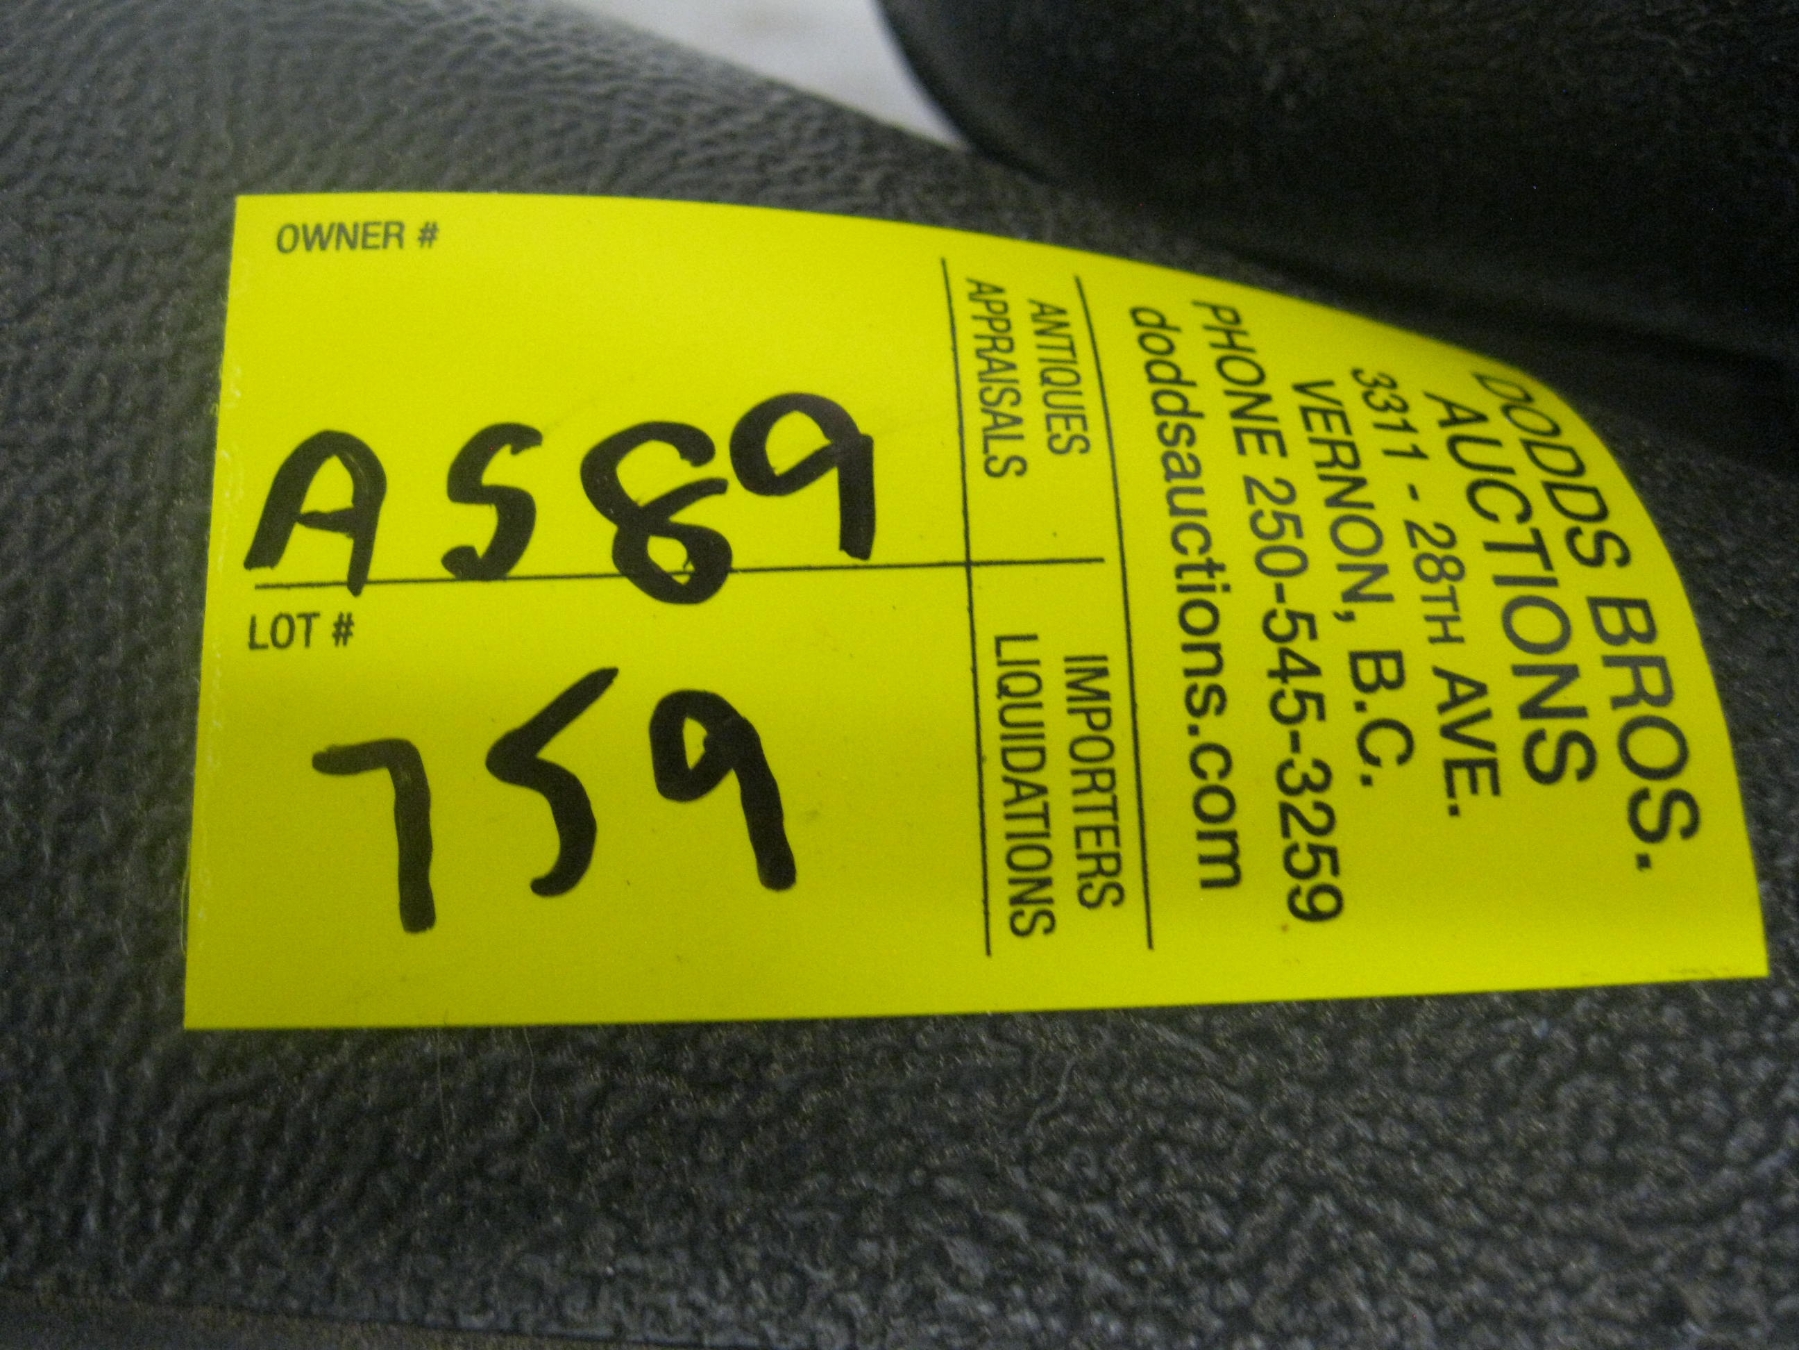 OWNER #
A589
LOT #
759
DODDS BROS.
AUCTIONS
3311 - 28TH AVE.
VERNON, B.C.
PHONE 250-545-3259
doddsauctions.com
ANTIQUES
APPRAISALS
IMPORTERS
LIQUIDATIONS